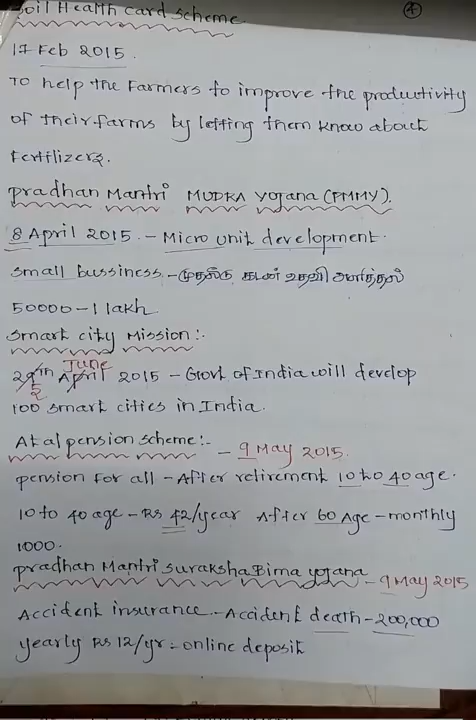 Soil Health Card Scheme. 4
17 Feb 2015.
To help the Farmers to improve the productivity
of their farms by letting them know about
Fertilizers.
pradhan Mantri MUDRA Yojana (PMMY).
8 April 2015. - Micro unit development.
small bussiness -
50000 - 1 lakh
smart city Mission:-
June
5 2015 - Govt of India will develop
100 smart cities in India.
Atal pension scheme:- - 9 May 2015.
pension for all - After retirement 10 to 40 age.
10 to 40 age - Rs 42/year After 60 Age - monthly
1000.
pradhan Mantri Suraksha Bima yojana - 9 May 2015
Accident insurance - Accident death - 200,000
yearly Rs 12/yr - online deposit